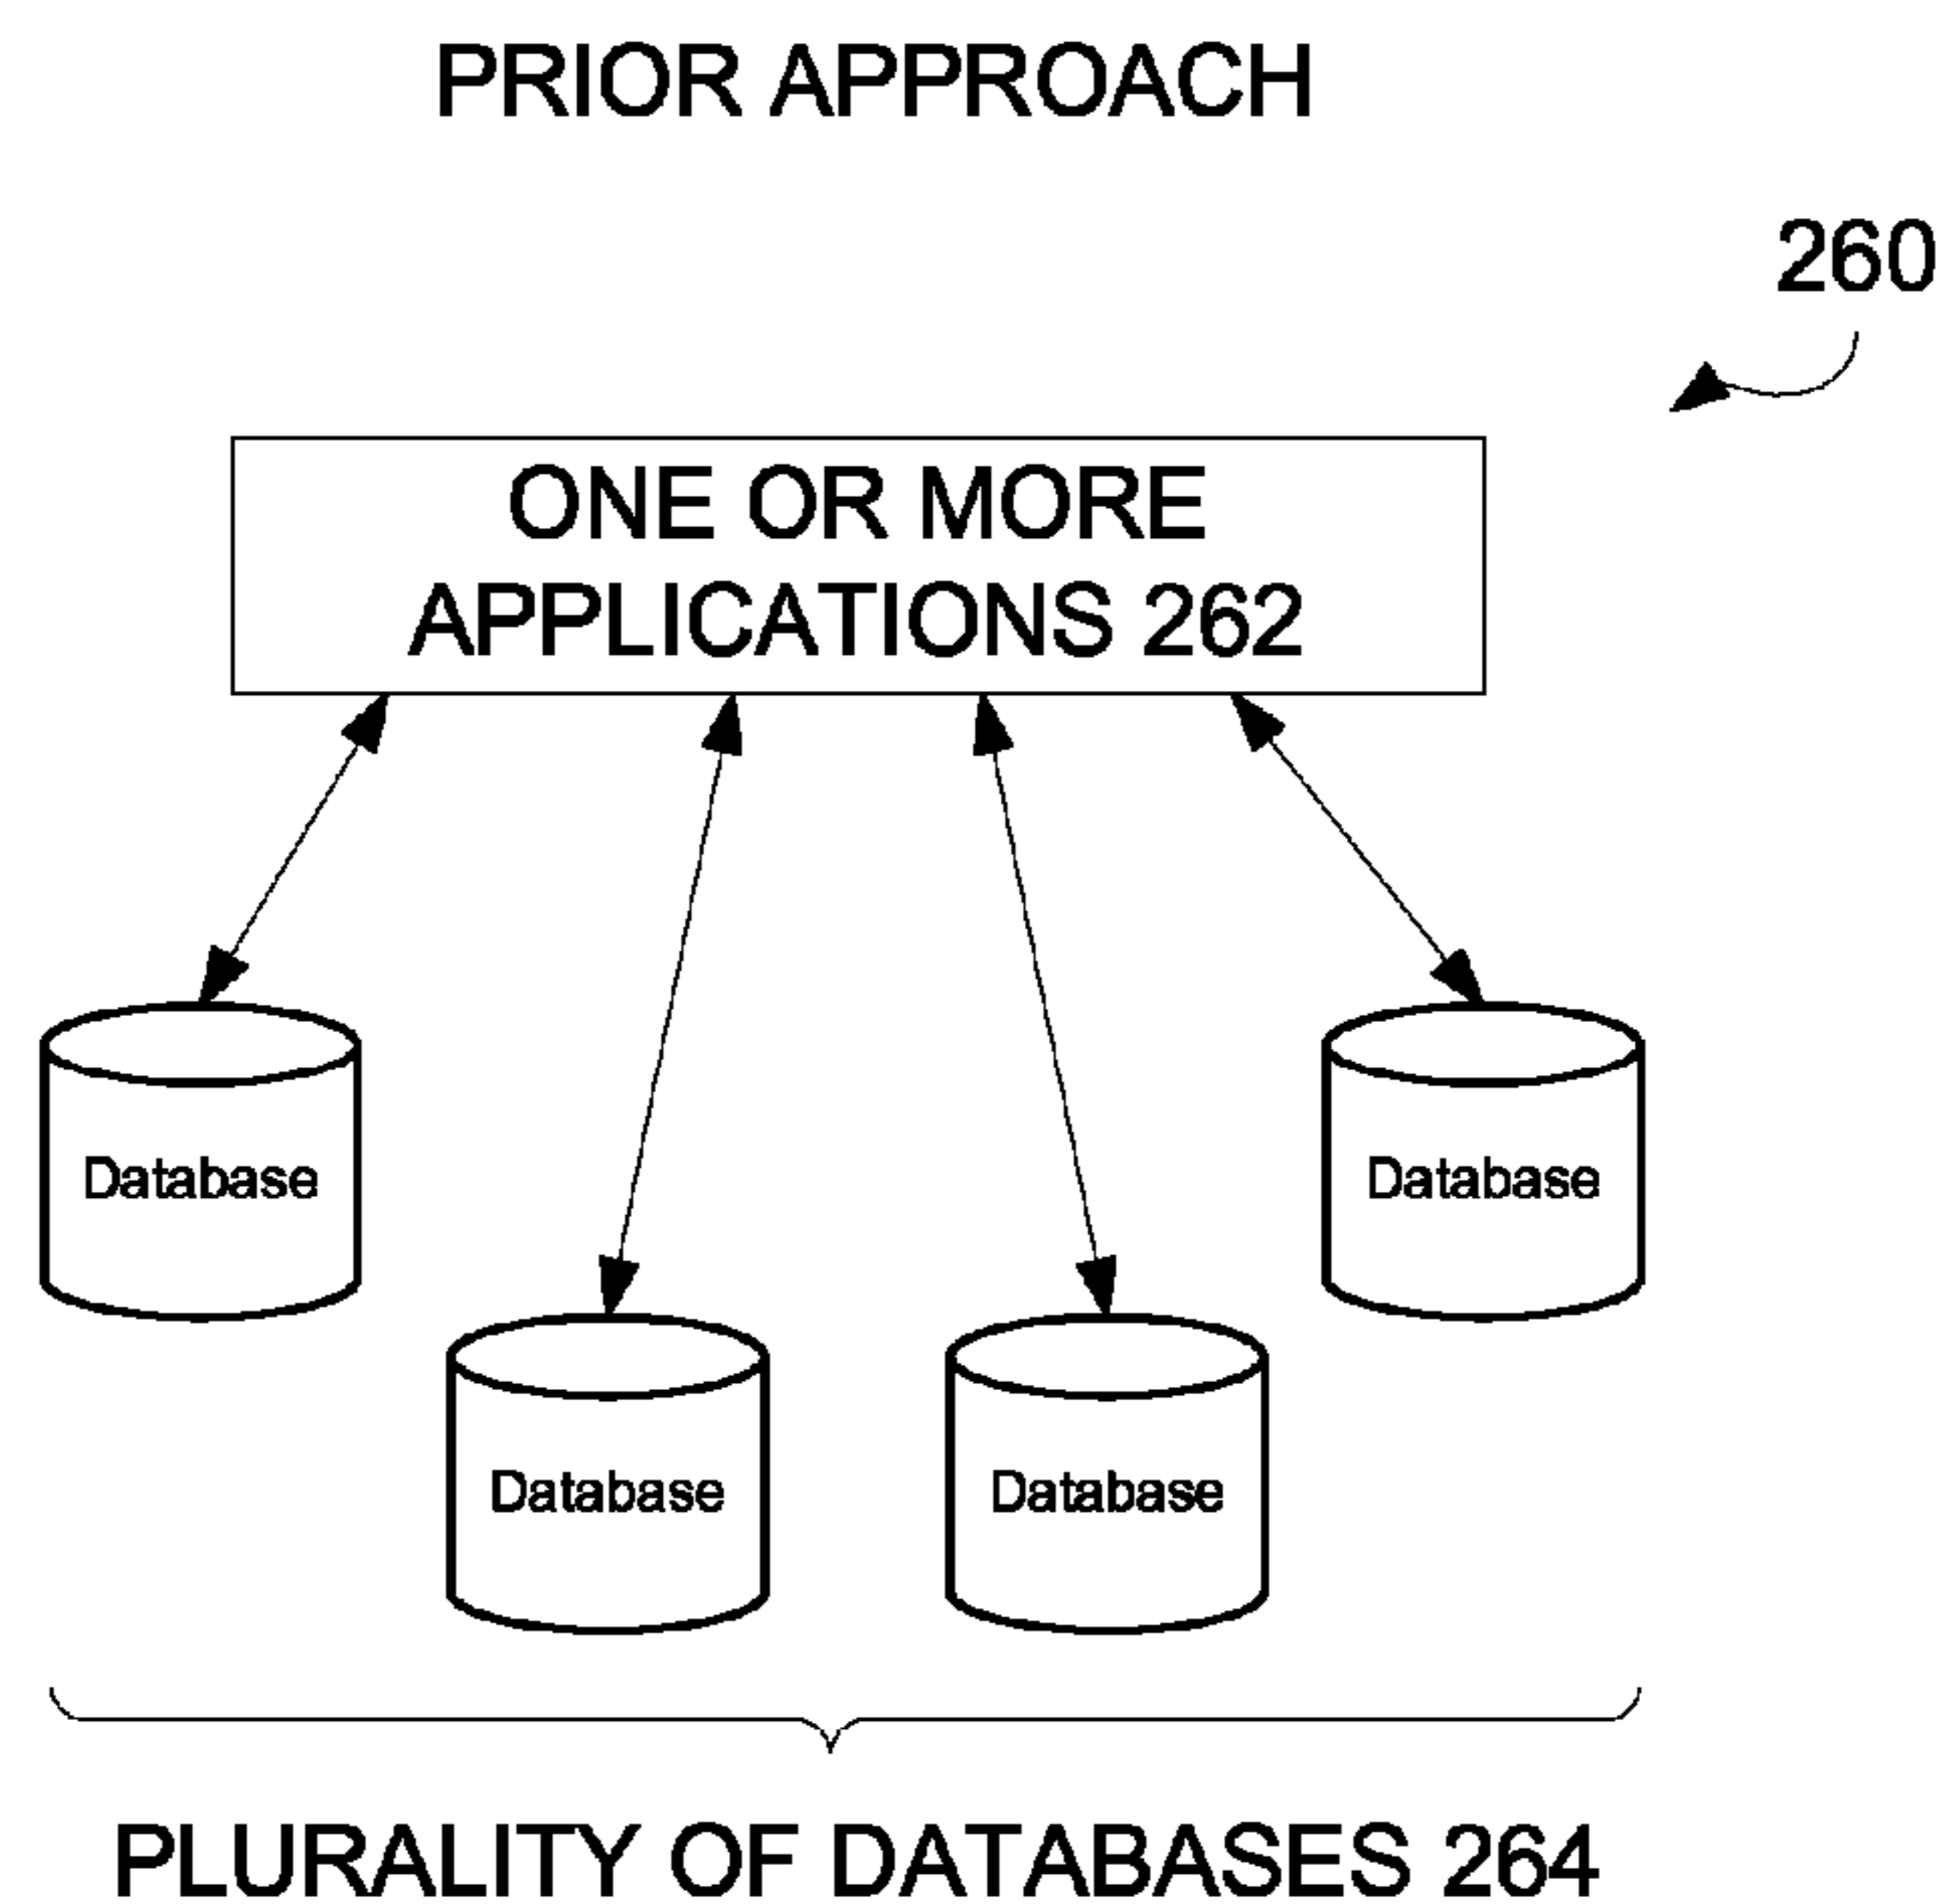 PRIOR APPROACH
260
ONE OR MORE
APPLICATIONS 262
Database
Database
Database
Database
PLURALITY OF DATABASES 264